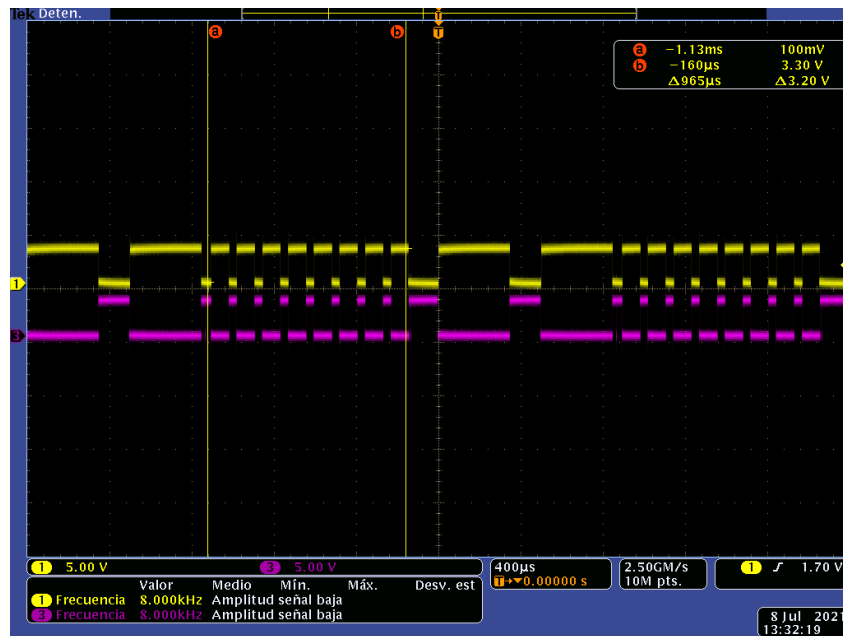 Tek Deten.
T
a b T
a −1.13ms 100mV
b −160µs 3.30 V
Δ965µs Δ3.20 V
1
3
1 5.00 V 3 5.00 V 400µs 2.50GM/s 1 1.70 V
T→▼0.00000 s 10M pts.
Valor Medio Mín. Máx. Desv. est
1 Frecuencia 8.000kHz Amplitud señal baja
3 Frecuencia 8.000kHz Amplitud señal baja
8 Jul 2021
13:32:19